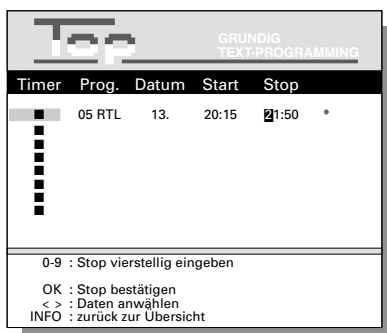 Top
GRUNDIG
TEXT-PROGRAMMING
Timer Prog. Datum Start Stop
■ 05 RTL 13. 20:15 21:50 *
■
■
■
■
■
■
■
0-9 : Stop vierstellig eingeben
OK : Stop bestätigen
< > : Daten anwählen
INFO : zurück zur Übersicht